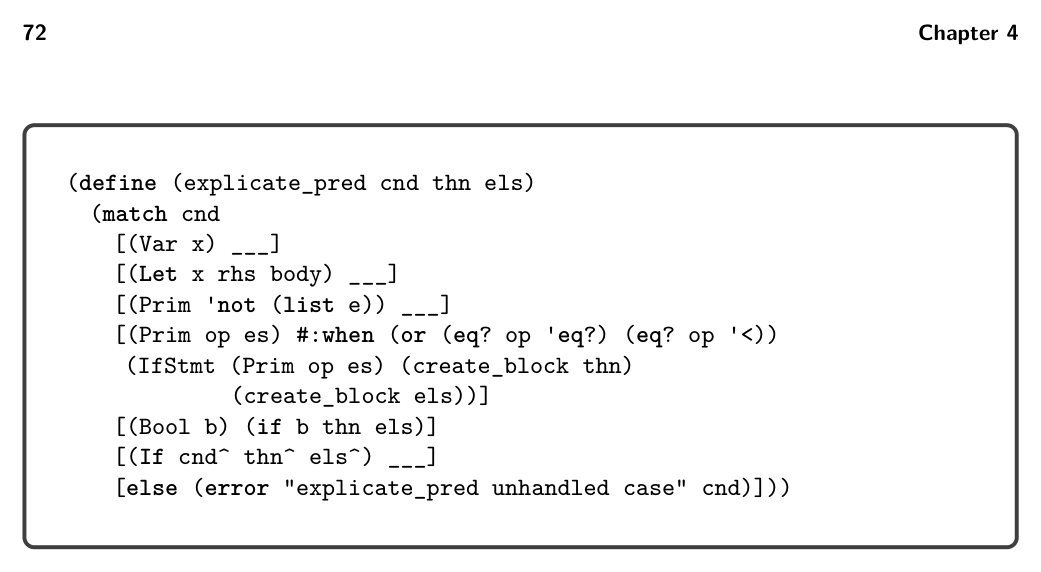 72 Chapter 4
(define (explicate_pred cnd thn els)
  (match cnd
    [(Var x) ___]
    [(Let x rhs body) ___]
    [(Prim 'not (list e)) ___]
    [(Prim op es) #:when (or (eq? op 'eq?) (eq? op '<))
     (IfStmt (Prim op es) (create_block thn)
              (create_block els))]
    [(Bool b) (if b thn els)]
    [(If cnd^ thn^ els^) ___]
    [else (error "explicate_pred unhandled case" cnd)]))